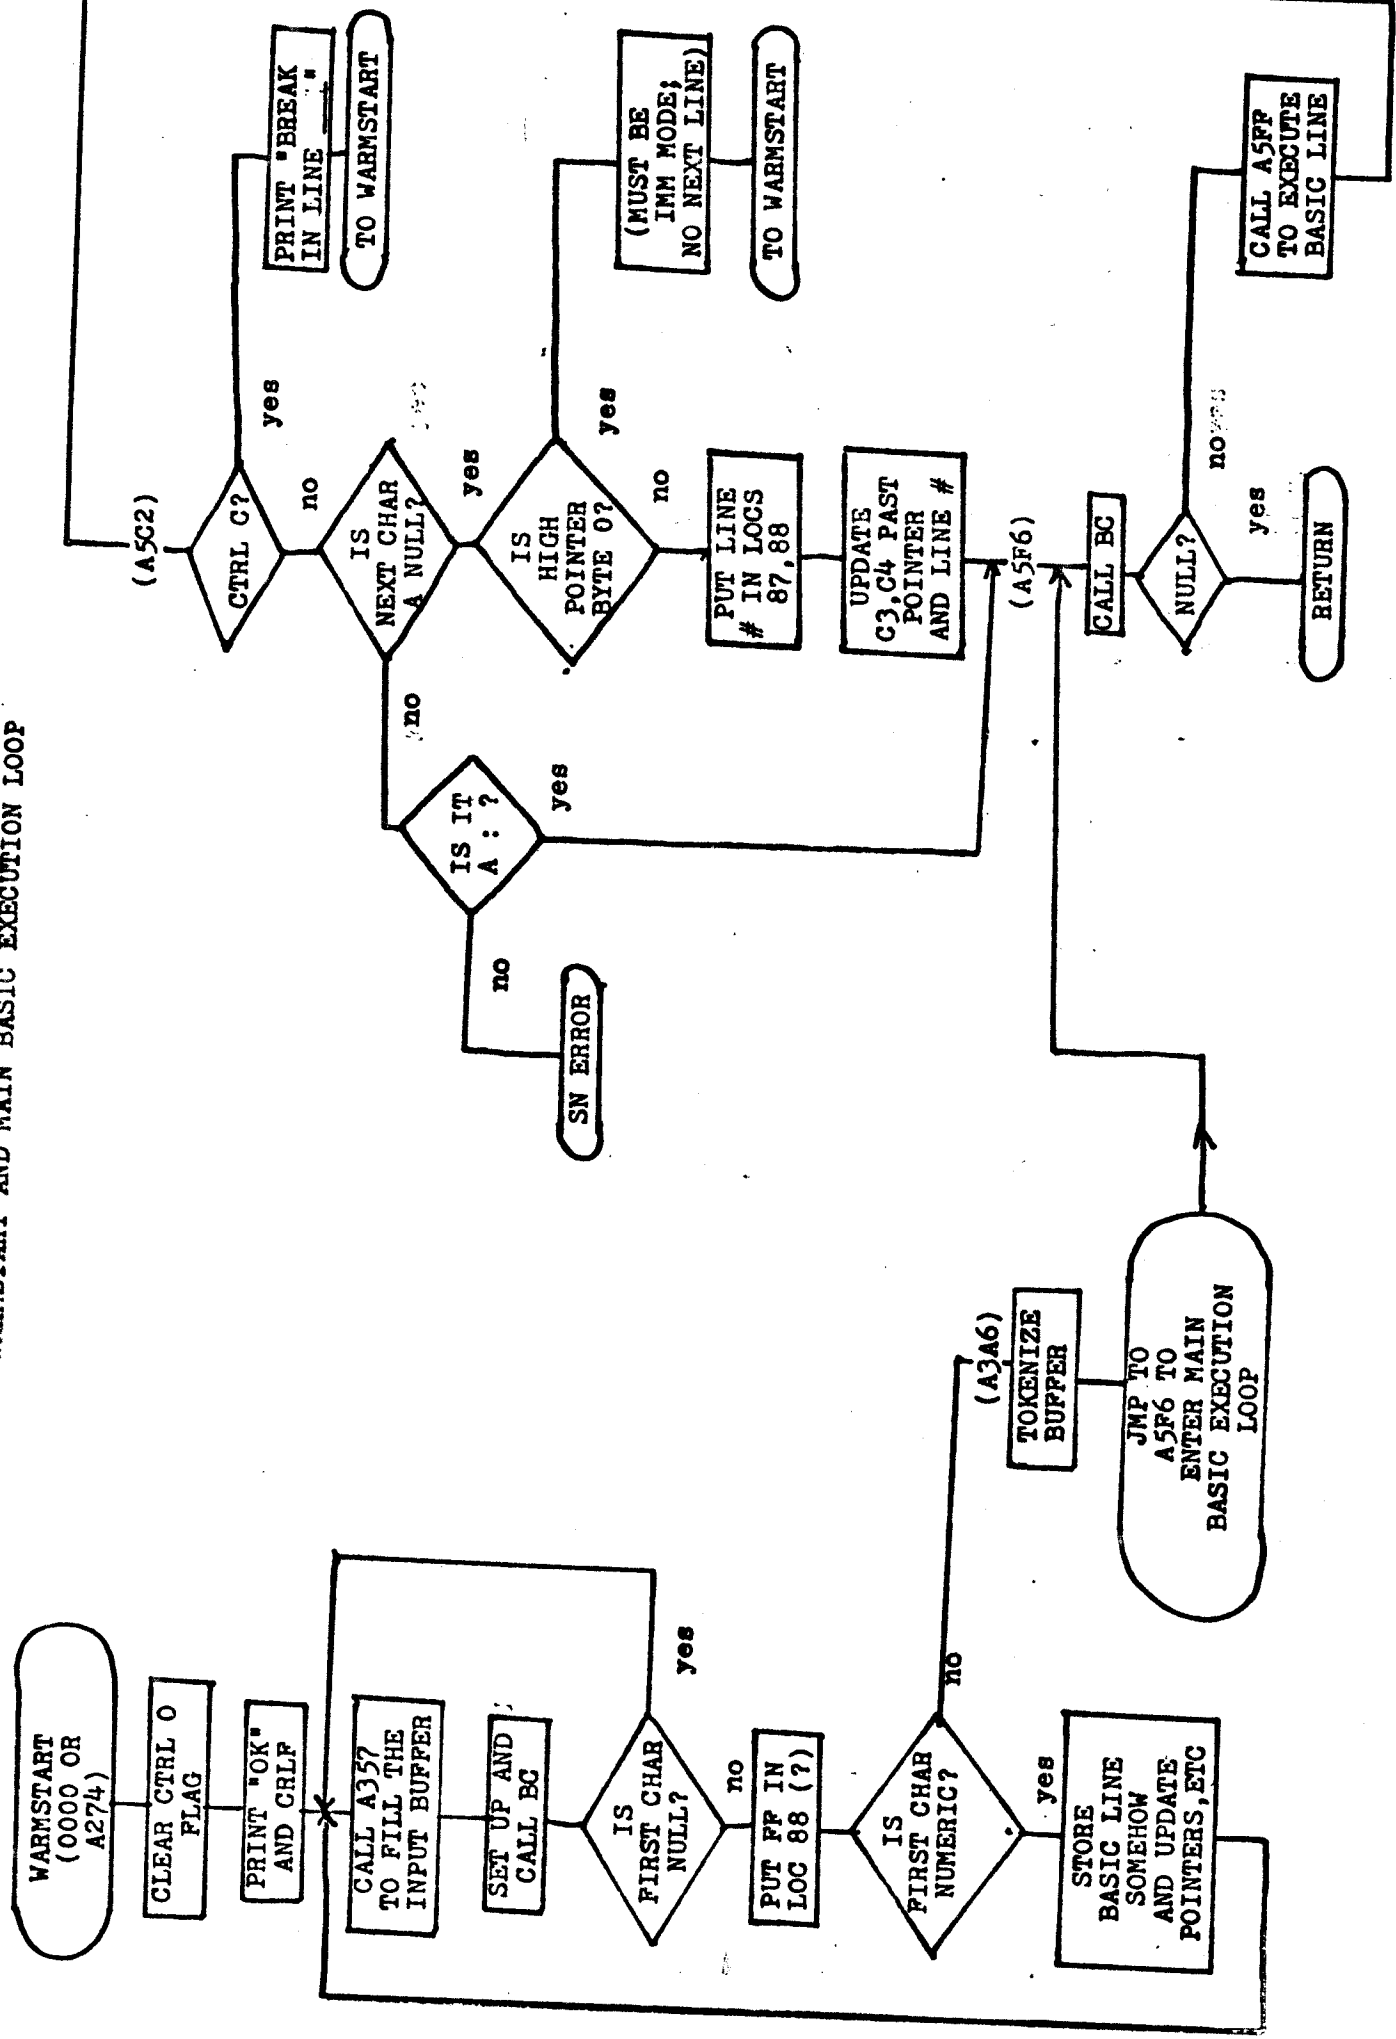 AND MAIN BASIC EXECUTION LOOP
WARMSTART
(0000 OR
A274)
CLEAR CTRL O
FLAG
PRINT "OK"
AND CRLF
CALL A357
TO FILL THE
INPUT BUFFER
SET UP AND
CALL BC
IS
FIRST CHAR
NULL?
yes
no
PUT FF IN
LOC 88 (?)
IS
FIRST CHAR
NUMERIC?
no
yes
STORE
BASIC LINE
SOMEHOW
AND UPDATE
POINTERS,ETC
(A3A6)
TOKENIZE
BUFFER
JMP TO
A5F6 TO
ENTER MAIN
BASIC EXECUTION
LOOP
(A5C2)
CTRL C?
yes
PRINT "BREAK
IN LINE __"
TO WARMSTART
no
IS
NEXT CHAR
A NULL?
no
IS IT
A : ?
no
SN ERROR
yes
yes
IS
HIGH
POINTER
BYTE 0?
yes
(MUST BE
IMM MODE;
NO NEXT LINE)
TO WARMSTART
no
PUT LINE
# IN LOCS
87,88
UPDATE
C3,C4 PAST
POINTER
AND LINE #
(A5F6)
CALL BC
NULL?
no
CALL A5FF
TO EXECUTE
BASIC LINE
yes
RETURN